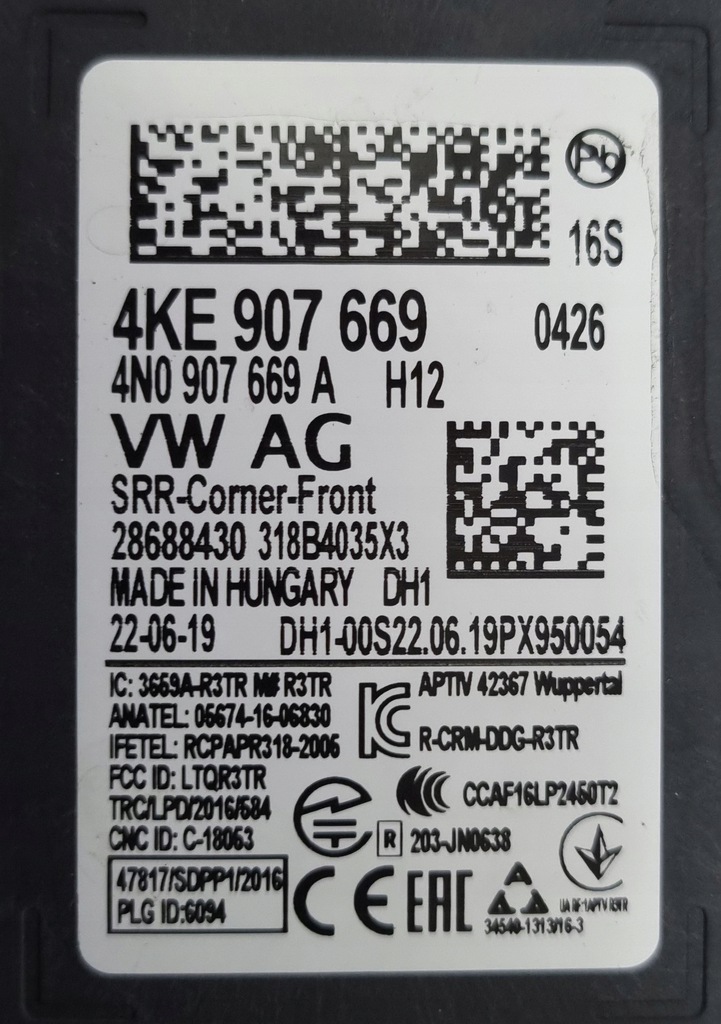 Pb
16S
4KE 907 669
0426
4N0 907 669 A H12
VW AG
SRR-Corner-Front
28688430 318B4035X3
MADE IN HUNGARY DH1
22-06-19 DH1-00S22.06.19PX950054
IC: 3659A-R3TR M# R3TR
APTIV 42367 Wuppertal
ANATEL: 05674-16-06830
IFETEL: RCPAPR318-2006
R-CRM-DDG-R3TR
FCC ID: LTQR3TR
CCAF16LP2450T2
TRC/LPD/2016/584
CNC ID: C-18063
R 203-JN0638
47817/SDPP1/2016
PLG ID:6094
CE EAC
34540-1313/16-3